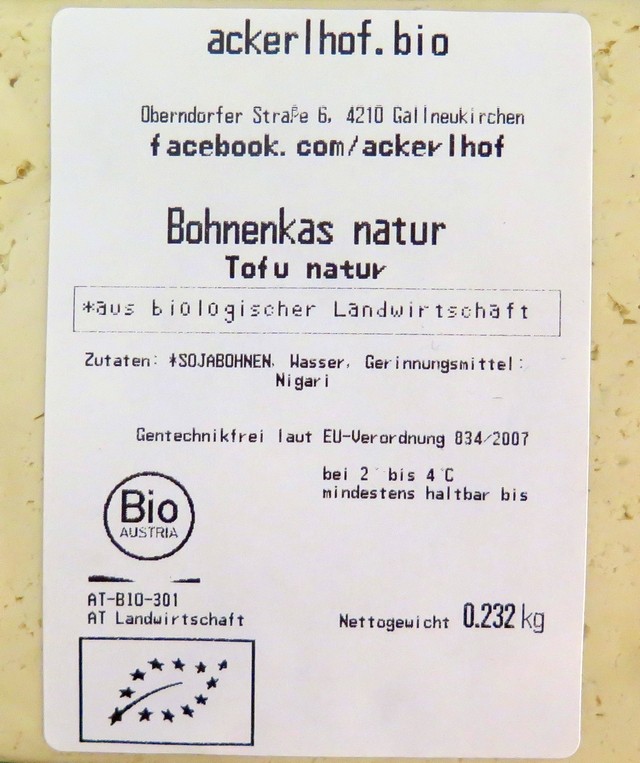 ackerlhof.bio
Oberndorfer Straße 6, 4210 Gallneukirchen
facebook.com/ackerlhof
Bohnenkas natur
Tofu natur
*aus biologischer Landwirtschaft
Zutaten: *SOJABOHNEN, Wasser, Gerinnungsmittel:
Nigari
Gentechnikfrei laut EU-Verordnung 834/2007
bei 2 bis 4°C
mindestens haltbar bis
Bio
AUSTRIA
AT-BIO-301
AT Landwirtschaft
Nettogewicht 0.232 kg